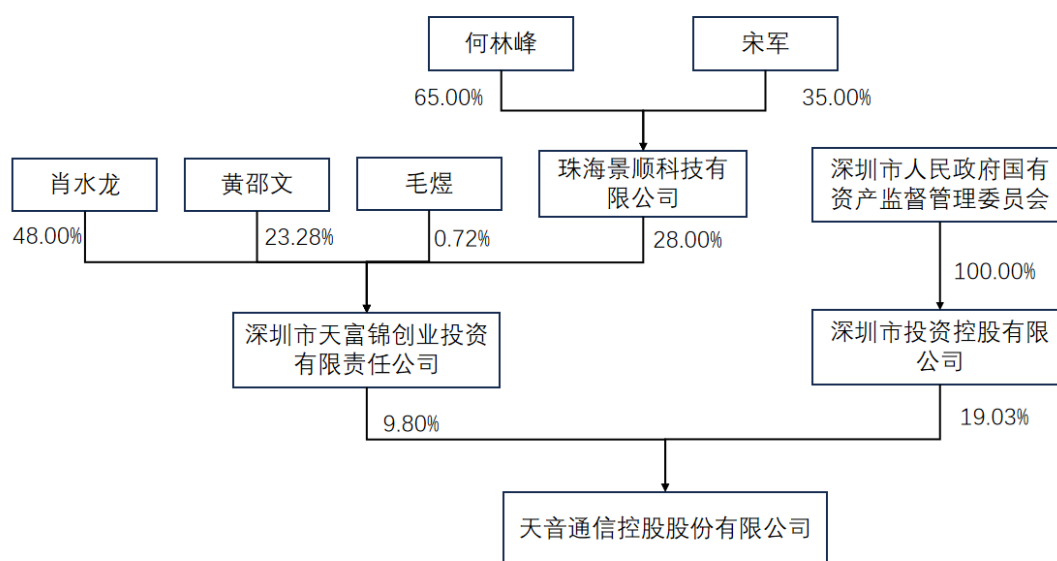 何林峰
宋军
65.00%
35.00%
肖水龙
黄邵文
毛煜
珠海景顺科技有
限公司
深圳市人民政府国有
资产监督管理委员会
48.00%
23.28%
0.72%
28.00%
100.00%
深圳市天富锦创业投资
有限责任公司
深圳市投资控股有限
公司
9.80%
19.03%
天音通信控股股份有限公司